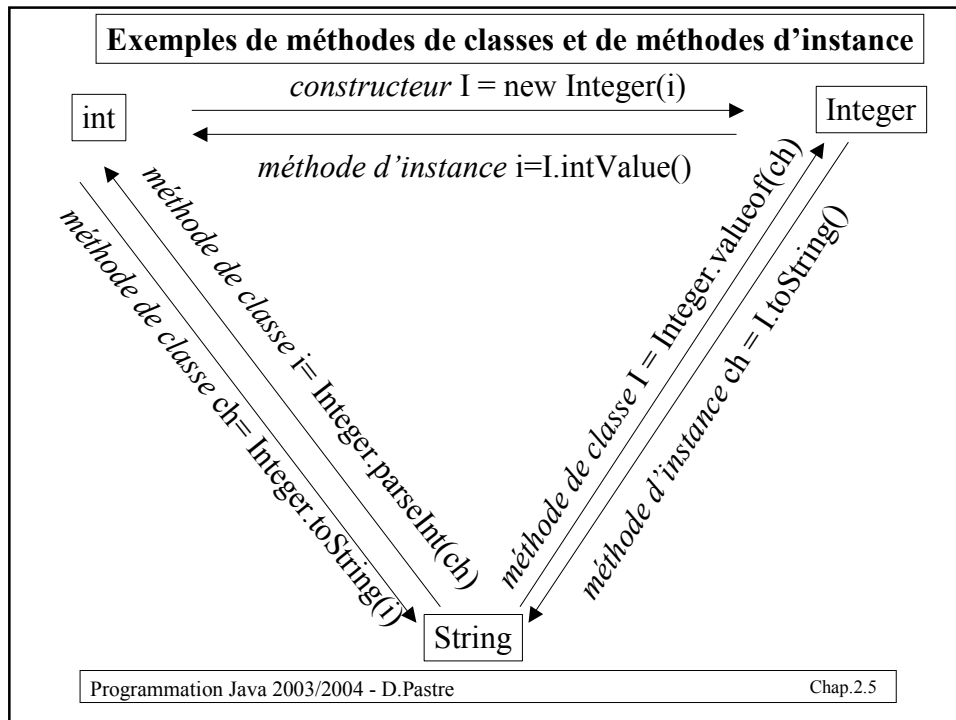 Exemples de méthodes de classes et de méthodes d’instance
constructeur I = new Integer(i)
int
Integer
méthode d’instance i=I.intValue()
méthode de classe i= Integer.parseInt(ch)
méthode de classe ch= Integer.toString(i)
méthode de classe I = Integer.valueof(ch)
méthode d’instance ch = I.toString()
String
Programmation Java 2003/2004 - D.Pastre
Chap.2.5